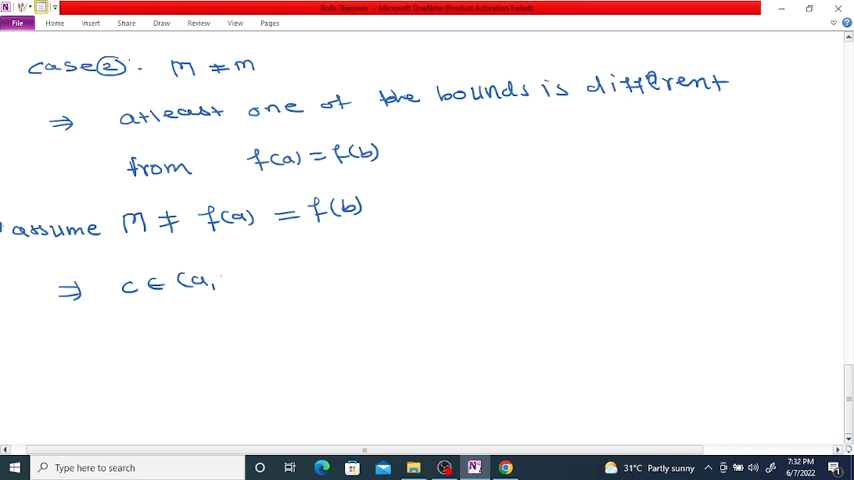 Rolls Theorem - Microsoft OneNote (Product Activation Failed)
File Home Insert Share Draw Review View Pages
Case ②: M ≠ m
⇒ atleast one of the bounds is different
from f(a) = f(b)
assume M ≠ f(a) = f(b)
⇒ c ∈ (a,
Type here to search
31°C Partly sunny
7:32 PM
6/7/2022